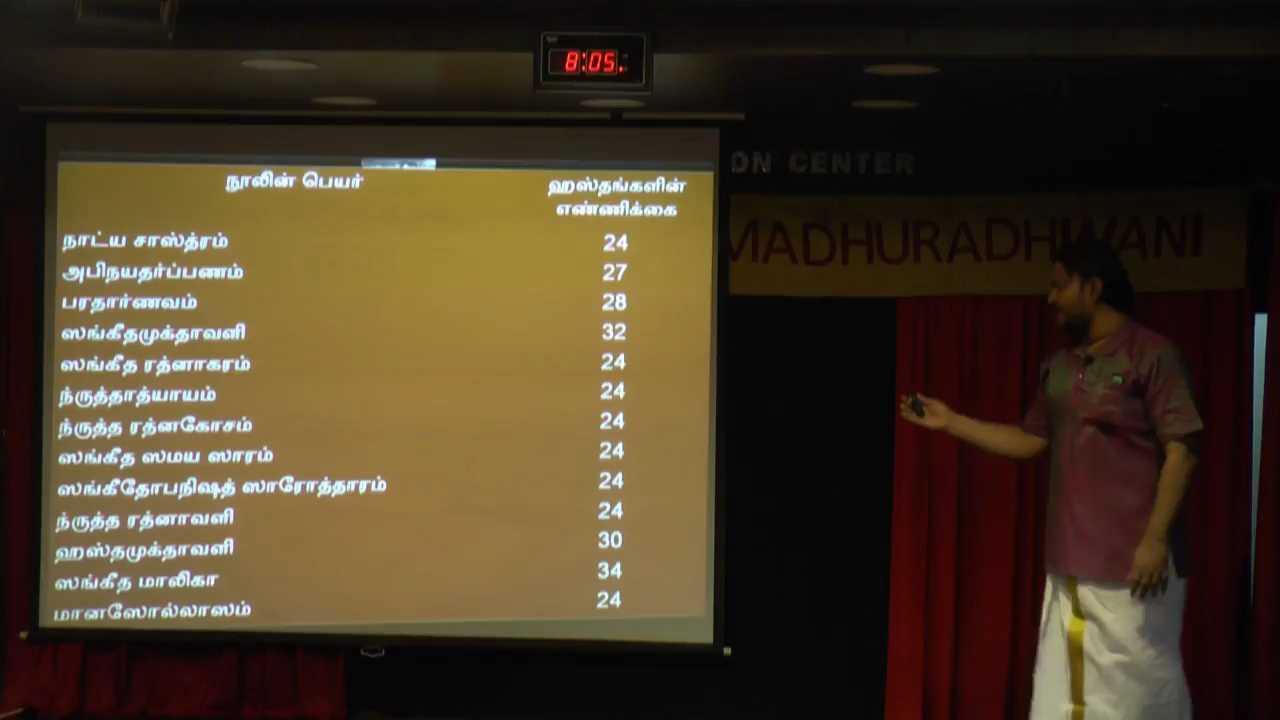 8:05
ON CENTER
MADHURADHWANI
நூலின் பெயர் ஹஸ்தங்களின்
எண்ணிக்கை
நாட்ய சாஸ்த்ரம் 24
அபிநயதர்ப்பணம் 27
பரதார்ணவம் 28
ஸங்கீதமுக்தாவளி 32
ஸங்கீத ரத்னாகரம் 24
ந்ருத்தாத்யாயம் 24
ந்ருத்த ரத்னகோசம் 24
ஸங்கீத ஸமய ஸாரம் 24
ஸங்கீதோபநிஷத் ஸாரோத்தாரம் 24
ந்ருத்த ரத்னாவளி 24
ஹஸ்தமுக்தாவளி 30
ஸங்கீத மாலிகா 34
மானஸோல்லாஸம் 24